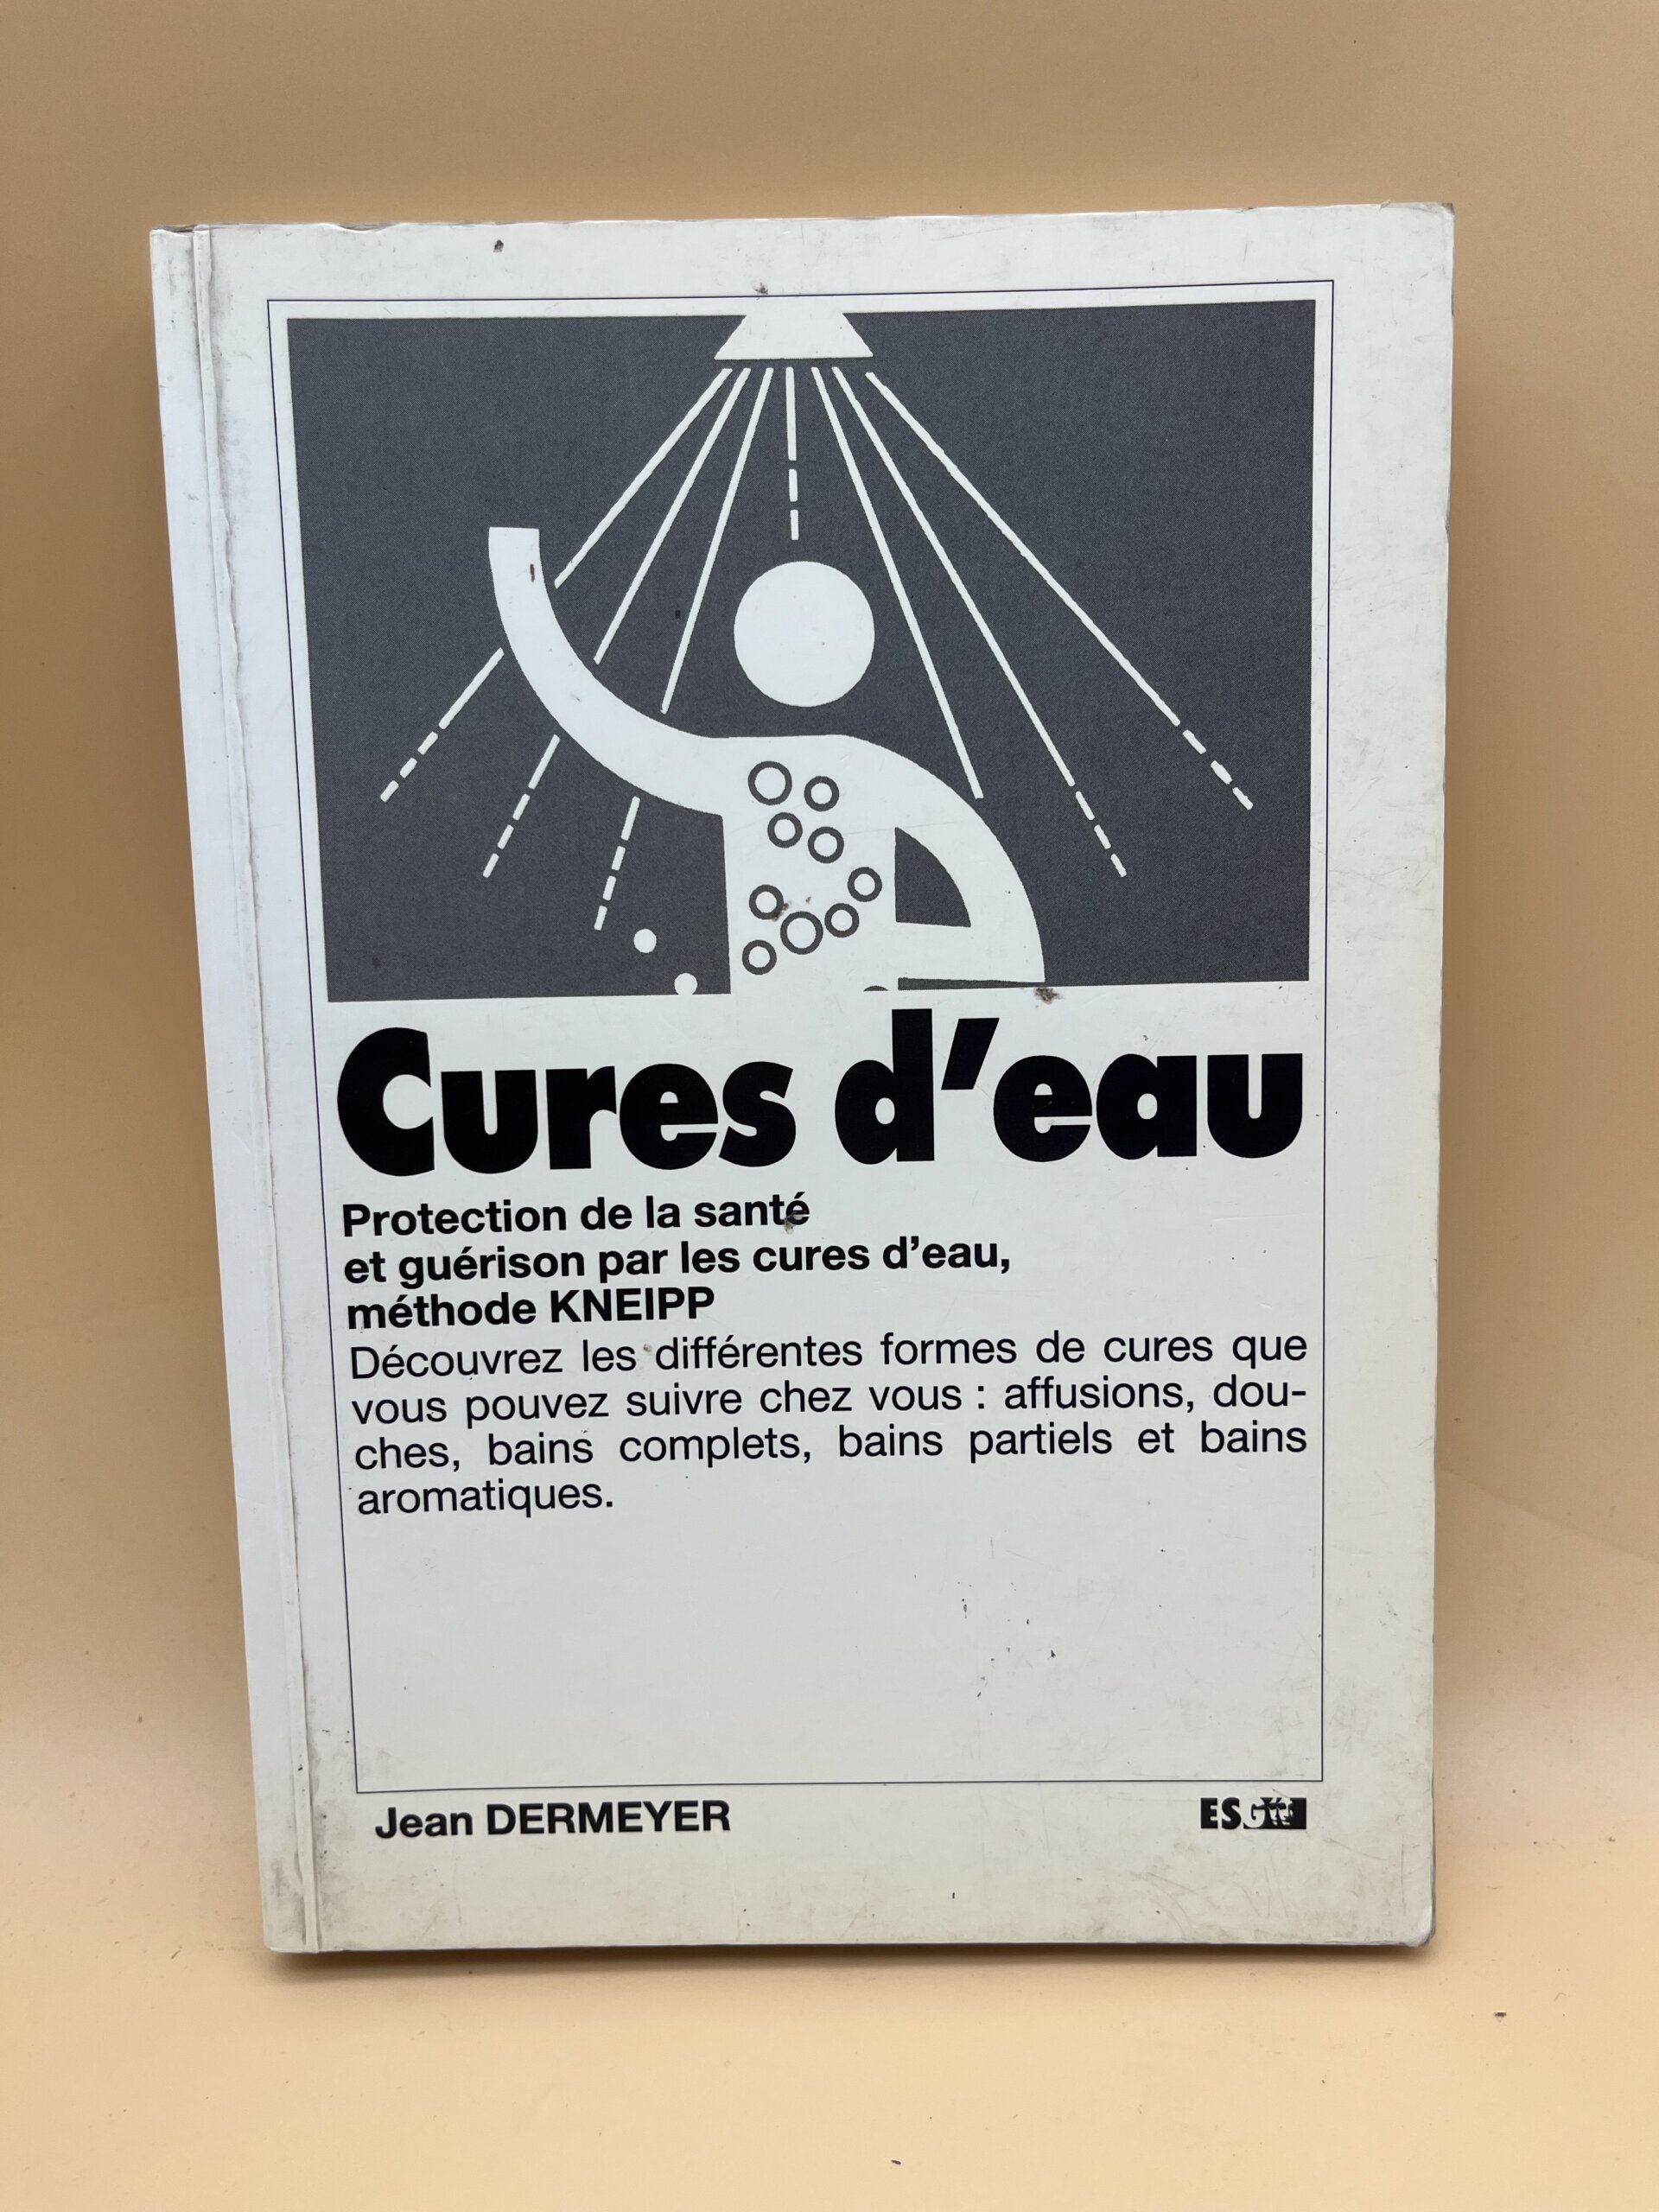 Cures d'eau
Protection de la santé
et guérison par les cures d'eau,
méthode KNEIPP
Découvrez les différentes formes de cures que
vous pouvez suivre chez vous : affusions, dou-
ches, bains complets, bains partiels et bains
aromatiques.
Jean DERMEYER